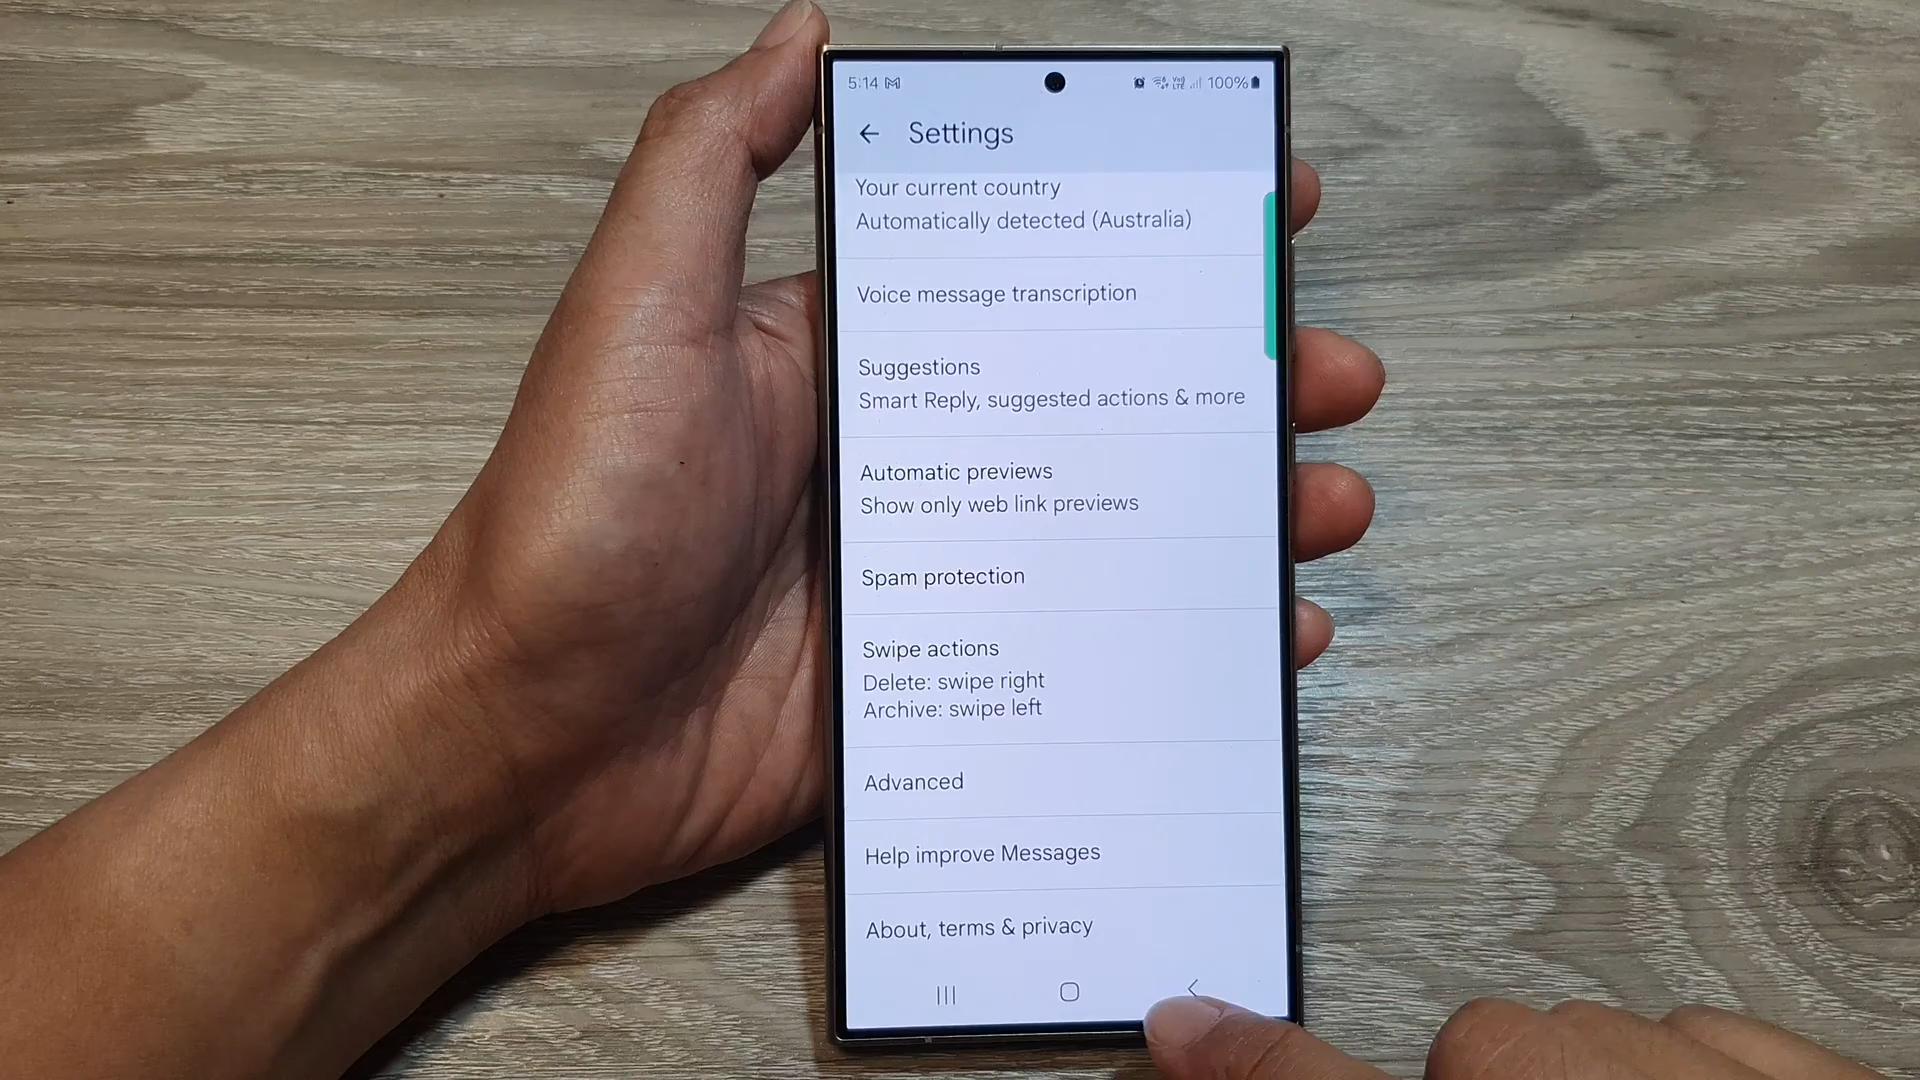 5:14 100%
Settings
Your current country
Automatically detected (Australia)
Voice message transcription
Suggestions
Smart Reply, suggested actions & more
Automatic previews
Show only web link previews
Spam protection
Swipe actions
Delete: swipe right
Archive: swipe left
Advanced
Help improve Messages
About, terms & privacy